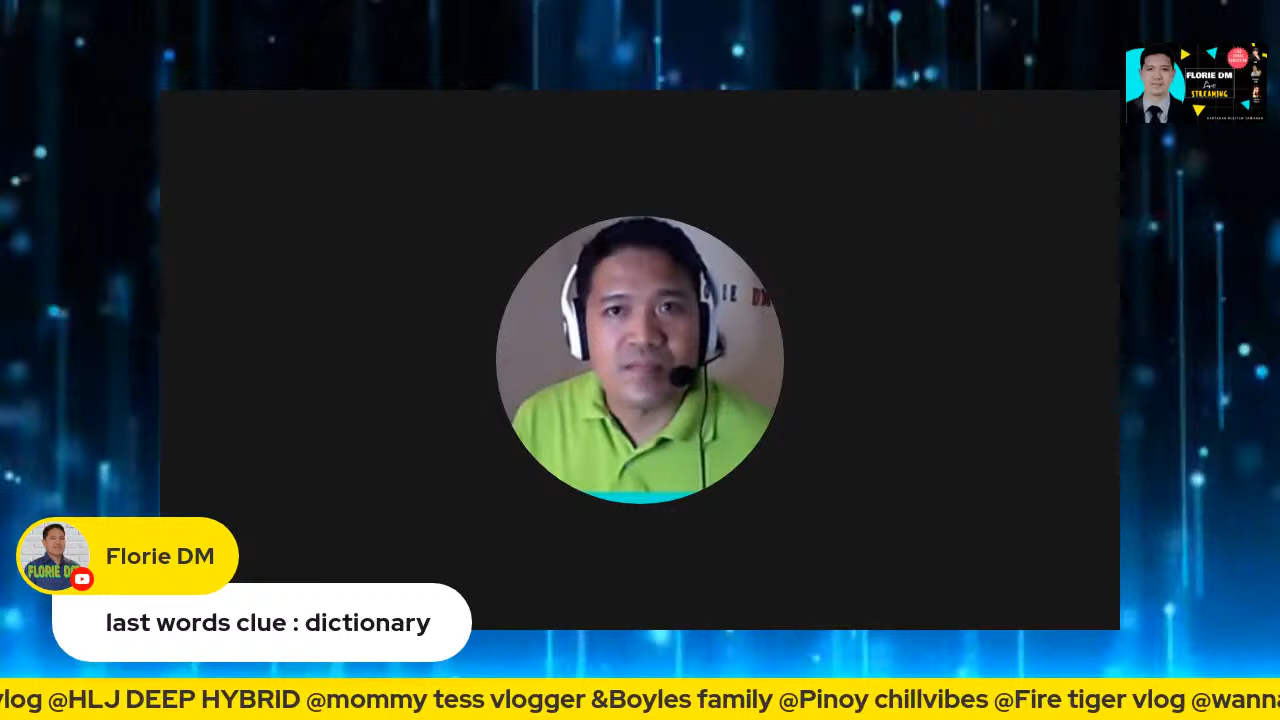 FLORIE DM
Live
STREAMING
Florie DM
last words clue : dictionary
vlog @HLJ DEEP HYBRID @mommy tess vlogger &Boyles family @Pinoy chillvibes @Fire tiger vlog @wanna